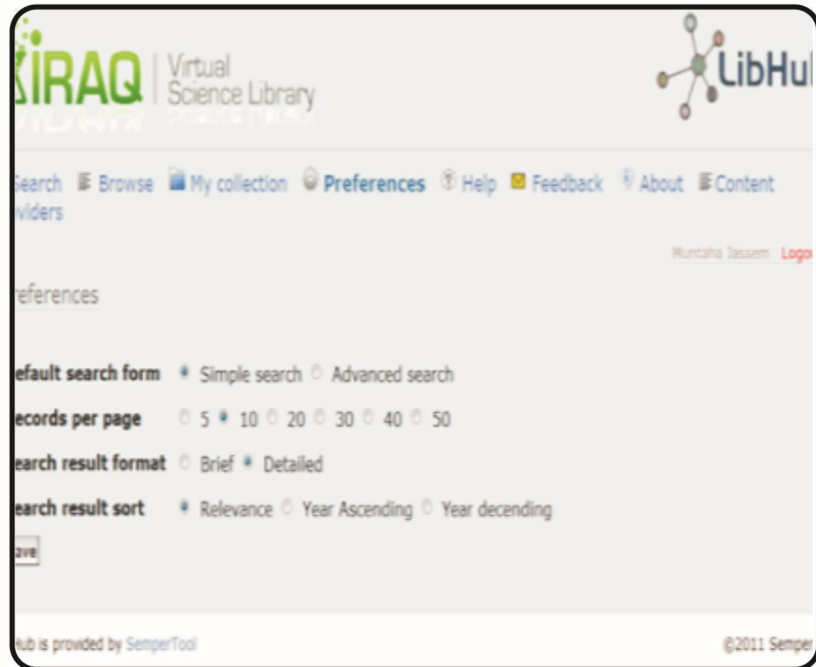 IRAQ Virtual
Science Library
LibHu
Search Browse My collection Preferences Help Feedback About Content
viders
Muntaha Jassem Logo
references
efault search form Simple search Advanced search
ecords per page 5 10 20 30 40 50
earch result format Brief Detailed
earch result sort Relevance Year Ascending Year decending
ave
Hub is provided by SemperTool
©2011 Semper